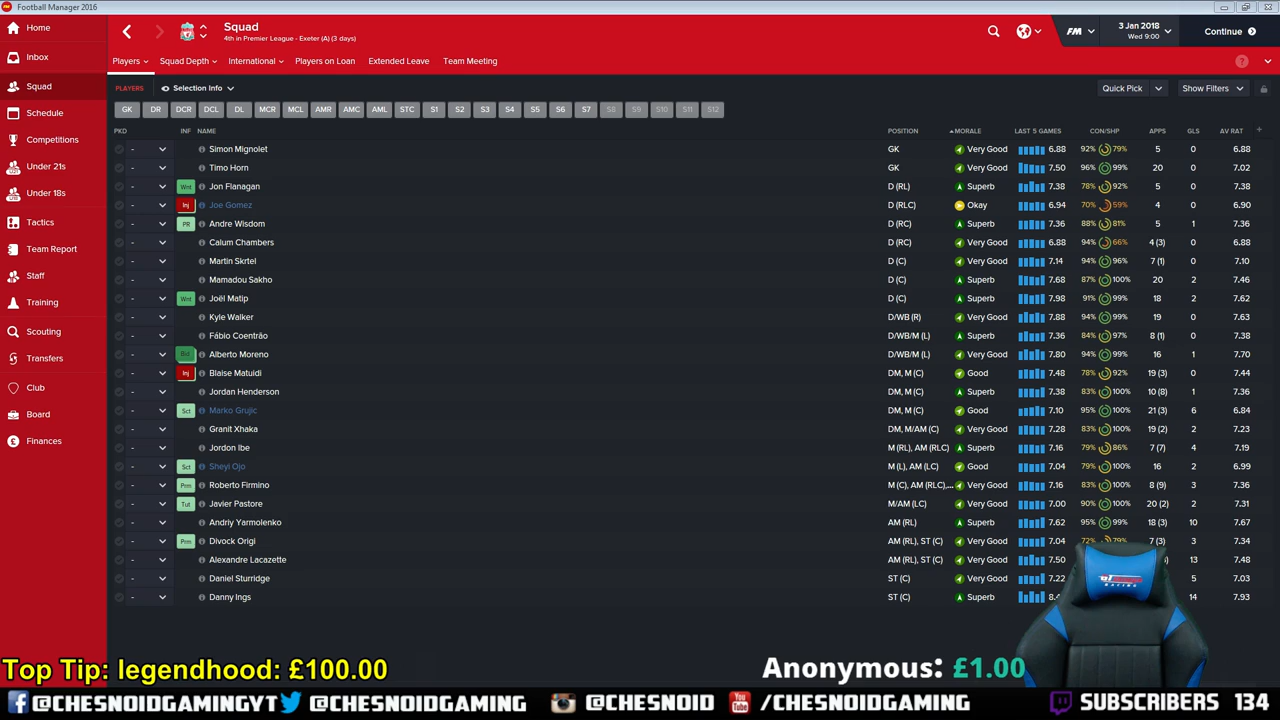 Football Manager 2016
Home
Inbox
Squad
Schedule
Competitions
Under 21s
Under 18s
Tactics
Team Report
Staff
Training
Scouting
Transfers
Club
Board
Finances
Squad
4th in Premier League - Exeter (A) (3 days)
FM
3 Jan 2018
Wed 9:00
Continue
Players Squad Depth International Players on Loan Extended Leave Team Meeting
PLAYERS Selection Info Quick Pick Show Filters
GK DR DCR DCL DL MCR MCL AMR AMC AML STC S1 S2 S3 S4 S5 S6 S7 S8 S9 S10 S11 S12
PKD INF NAME POSITION MORALE LAST 5 GAMES CON/SHP APPS GLS AV RAT
- Simon Mignolet GK Very Good 6.88 92% 79% 5 0 6.88
- Timo Horn GK Very Good 7.50 96% 99% 20 0 7.02
- Wnt Jon Flanagan D (RL) Superb 7.38 78% 92% 5 0 7.38
- Inj Joe Gomez D (RLC) Okay 6.94 70% 59% 4 0 6.90
- PR Andre Wisdom D (RC) Superb 7.36 88% 81% 5 1 7.36
- Calum Chambers D (RC) Very Good 6.88 94% 66% 4 (3) 0 6.88
- Martin Skrtel D (C) Very Good 7.14 94% 96% 7 (1) 0 7.10
- Mamadou Sakho D (C) Superb 7.68 87% 100% 20 2 7.46
- Wnt Joël Matip D (C) Superb 7.98 91% 99% 18 2 7.62
- Kyle Walker D/WB (R) Very Good 7.88 94% 99% 19 0 7.63
- Fábio Coentrão D/WB/M (L) Superb 7.36 84% 97% 8 (1) 0 7.38
- Bid Alberto Moreno D/WB/M (L) Very Good 7.80 94% 99% 16 1 7.70
- Inj Blaise Matuidi DM, M (C) Good 7.48 78% 92% 19 (3) 0 7.44
- Jordan Henderson DM, M (C) Superb 7.38 83% 100% 10 (8) 1 7.36
- Sct Marko Grujic DM, M (C) Good 7.10 95% 100% 21 (3) 6 6.84
- Granit Xhaka DM, M/AM (C) Very Good 7.28 83% 100% 19 (2) 2 7.23
- Jordon Ibe M (RL), AM (RLC) Superb 7.16 79% 86% 7 (7) 4 7.19
- Sct Sheyi Ojo M (L), AM (LC) Good 7.04 79% 100% 16 2 6.99
- Prm Roberto Firmino M (C), AM (RLC),... Very Good 7.16 83% 100% 8 (9) 3 7.36
- Tut Javier Pastore M/AM (LC) Very Good 7.00 90% 100% 20 (2) 2 7.31
- Andriy Yarmolenko AM (RL) Superb 7.62 95% 99% 18 (3) 10 7.67
- Prm Divock Origi AM (RL), ST (C) Very Good 7.04 72% 79% 7 (3) 3 7.34
- Alexandre Lacazette AM (RL), ST (C) Very Good 7.50 13 7.48
- Daniel Sturridge ST (C) Very Good 7.22 5 7.03
- Danny Ings ST (C) Superb 14 7.93
DXRACING
Top Tip: legendhood: £100.00
Anonymous: £1.00
@CHESNOIDGAMINGYT @CHESNOIDGAMING @CHESNOID /CHESNOIDGAMING SUBSCRIBERS 134